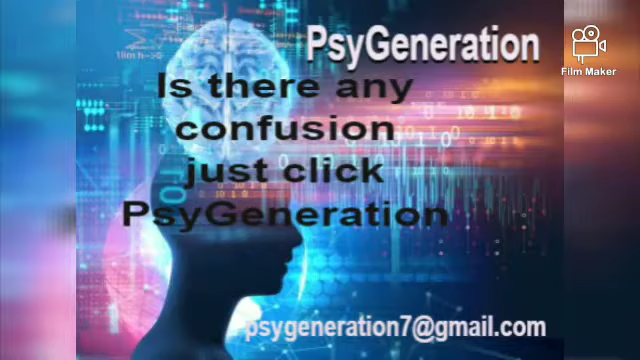 PsyGeneration
Film Maker
Is there any
confusion
just click
PsyGeneration
psygeneration7@gmail.com